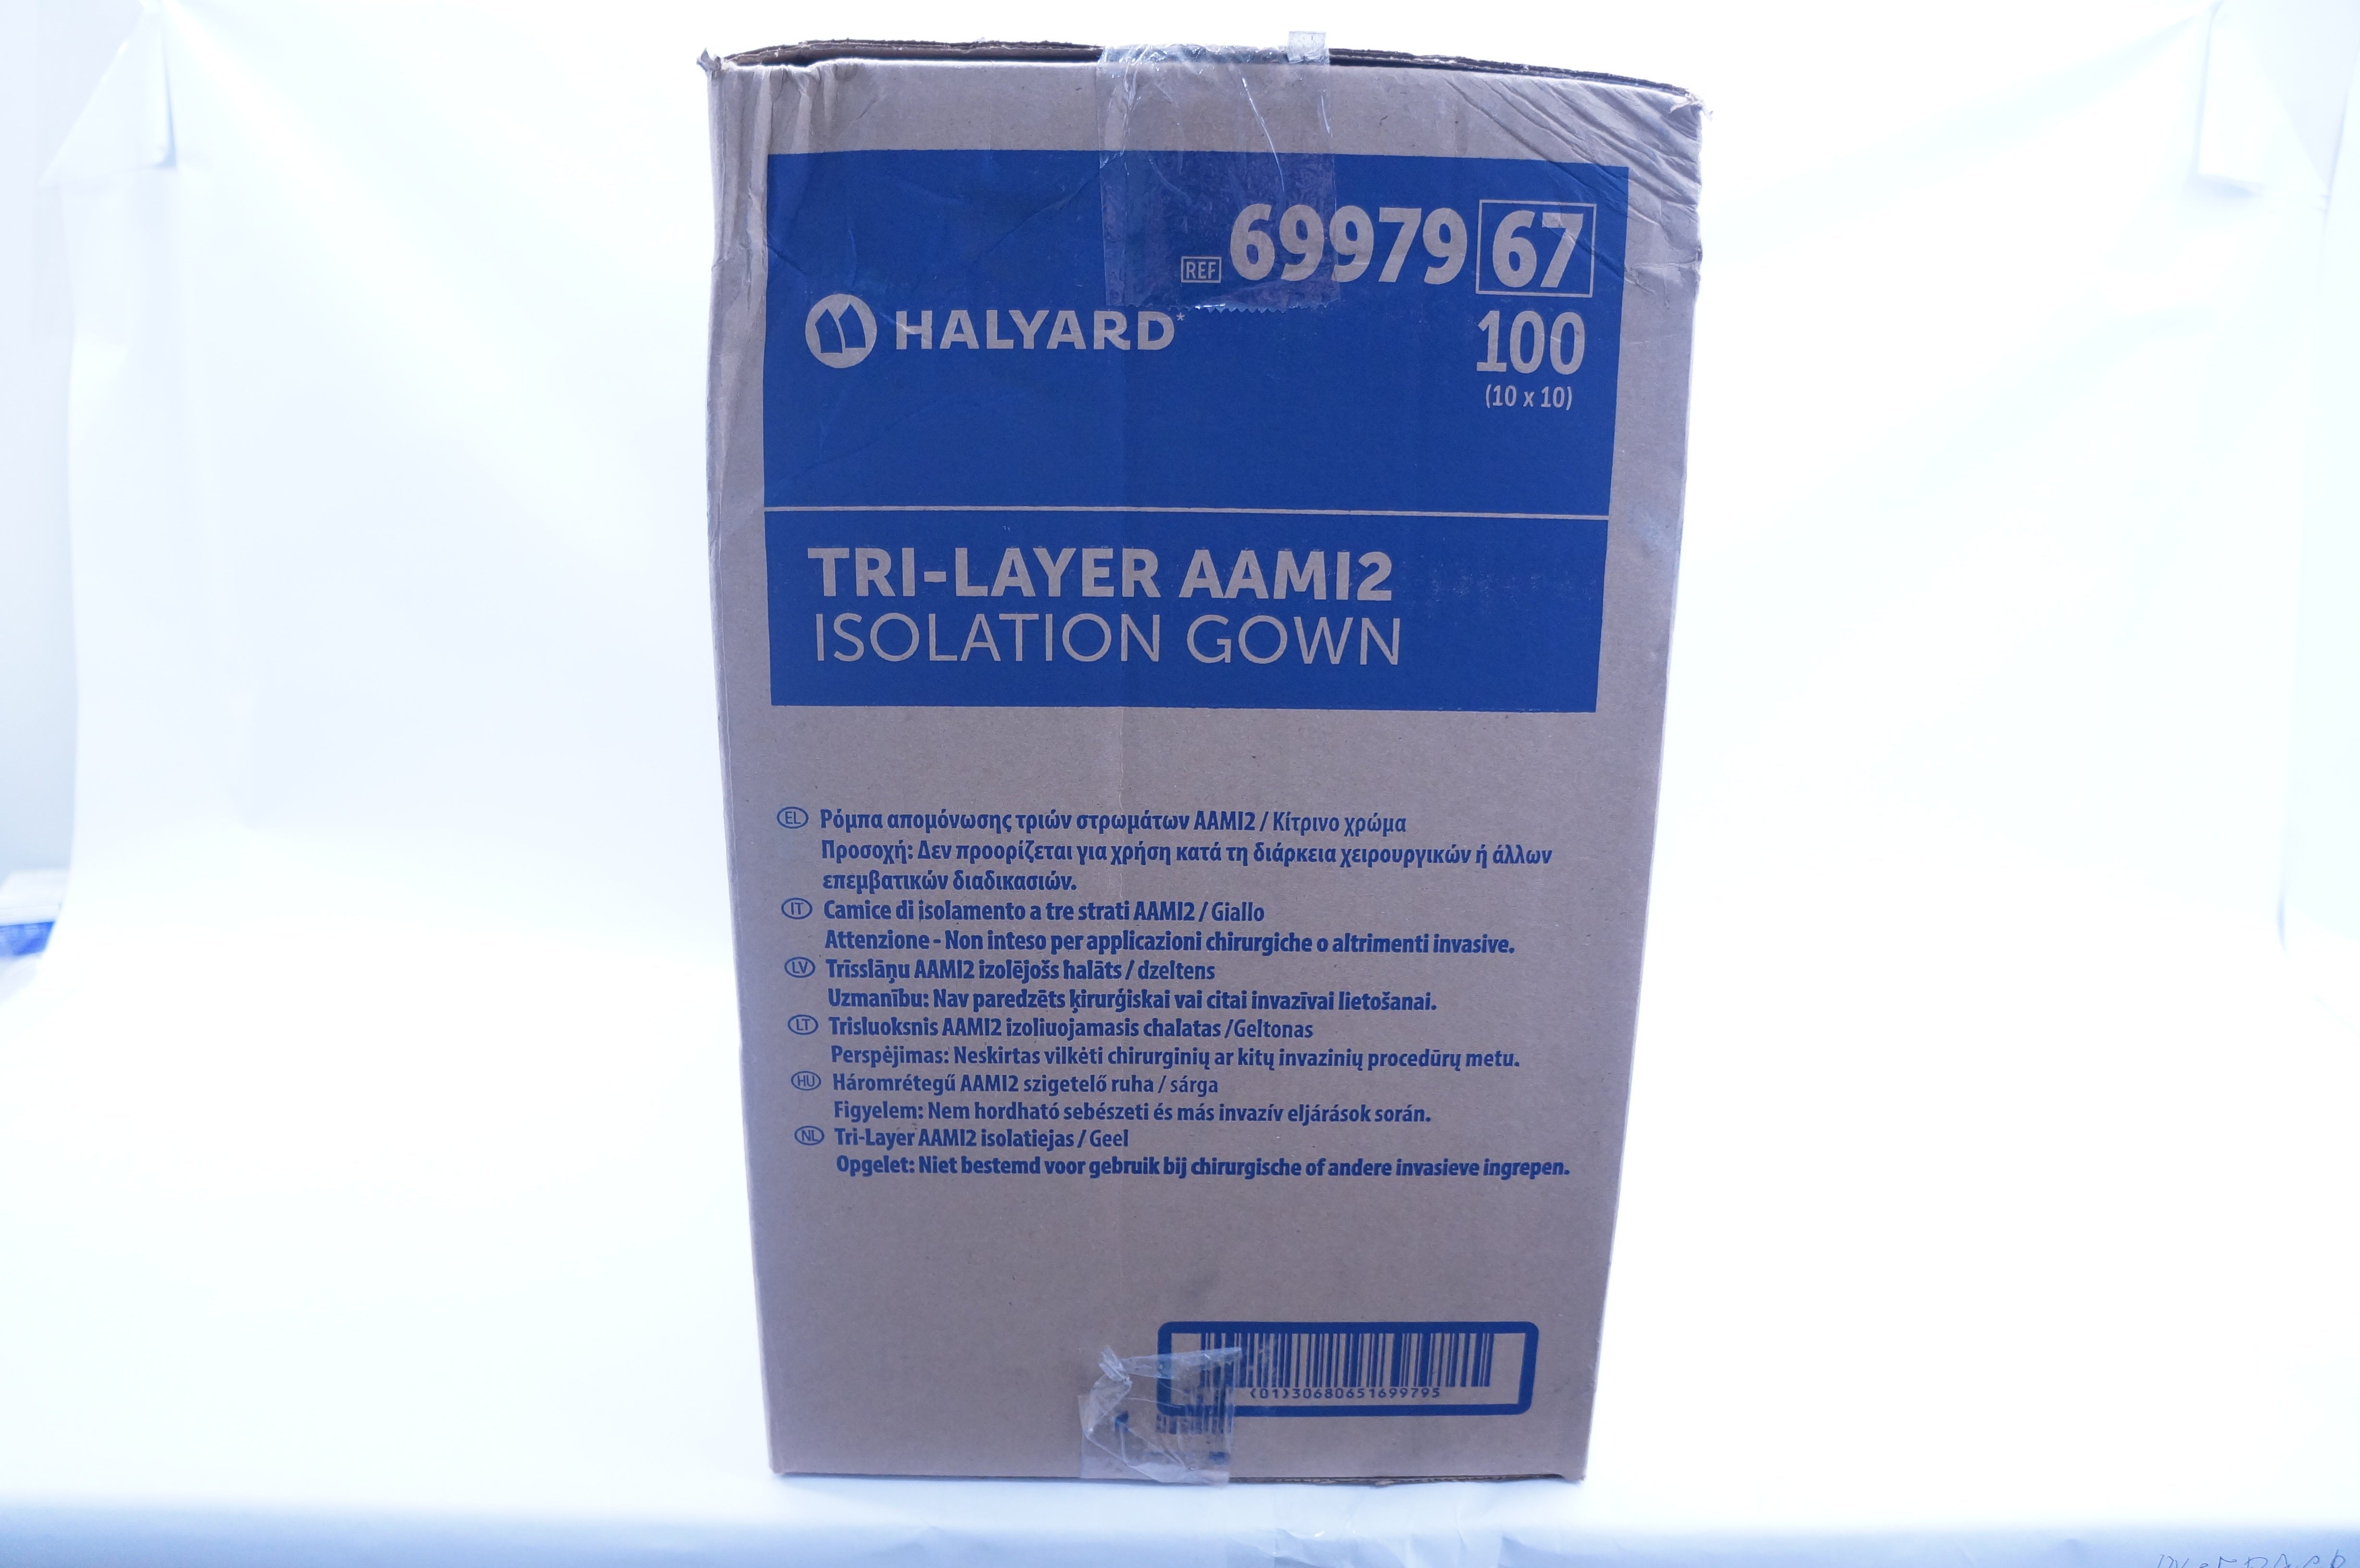 REF 69979 67
HALYARD*
100
(10 x 10)
TRI-LAYER AAMI2
ISOLATION GOWN
EL Ρόμπα απομόνωσης τριών στρωμάτων AAMI2 / Κίτρινο χρώμα
Προσοχή: Δεν προορίζεται για χρήση κατά τη διάρκεια χειρουργικών ή άλλων
επεμβατικών διαδικασιών.
IT Camice di isolamento a tre strati AAMI2 / Giallo
Attenzione - Non inteso per applicazioni chirurgiche o altrimenti invasive.
LV Trīsslāņu AAMI2 izolējošs halāts / dzeltens
Uzmanību: Nav paredzēts ķirurģiskai vai citai invazīvai lietošanai.
LT Trisluoksnis AAMI2 izoliuojamasis chalatas /Geltonas
Perspėjimas: Neskirtas vilkėti chirurginių ar kitų invazinių procedūrų metu.
HU Háromrétegű AAMI2 szigetelő ruha / sárga
Figyelem: Nem hordható sebészeti és más invazív eljárások során.
NL Tri-Layer AAMI2 isolatiejas / Geel
Opgelet: Niet bestemd voor gebruik bij chirurgische of andere invasieve ingrepen.
(01)30680651699795